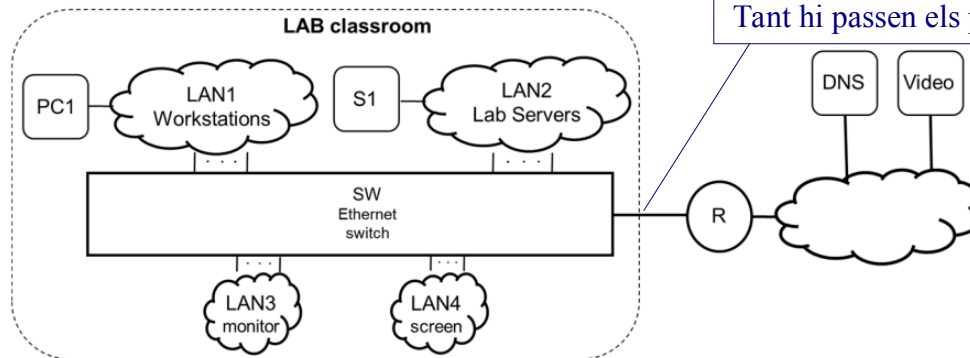 Tant hi passen els
LAB classroom
PC1
LAN1
Workstations
S1
LAN2
Lab Servers
DNS
Video
SW
Ethernet
switch
R
LAN3
monitor
LAN4
screen